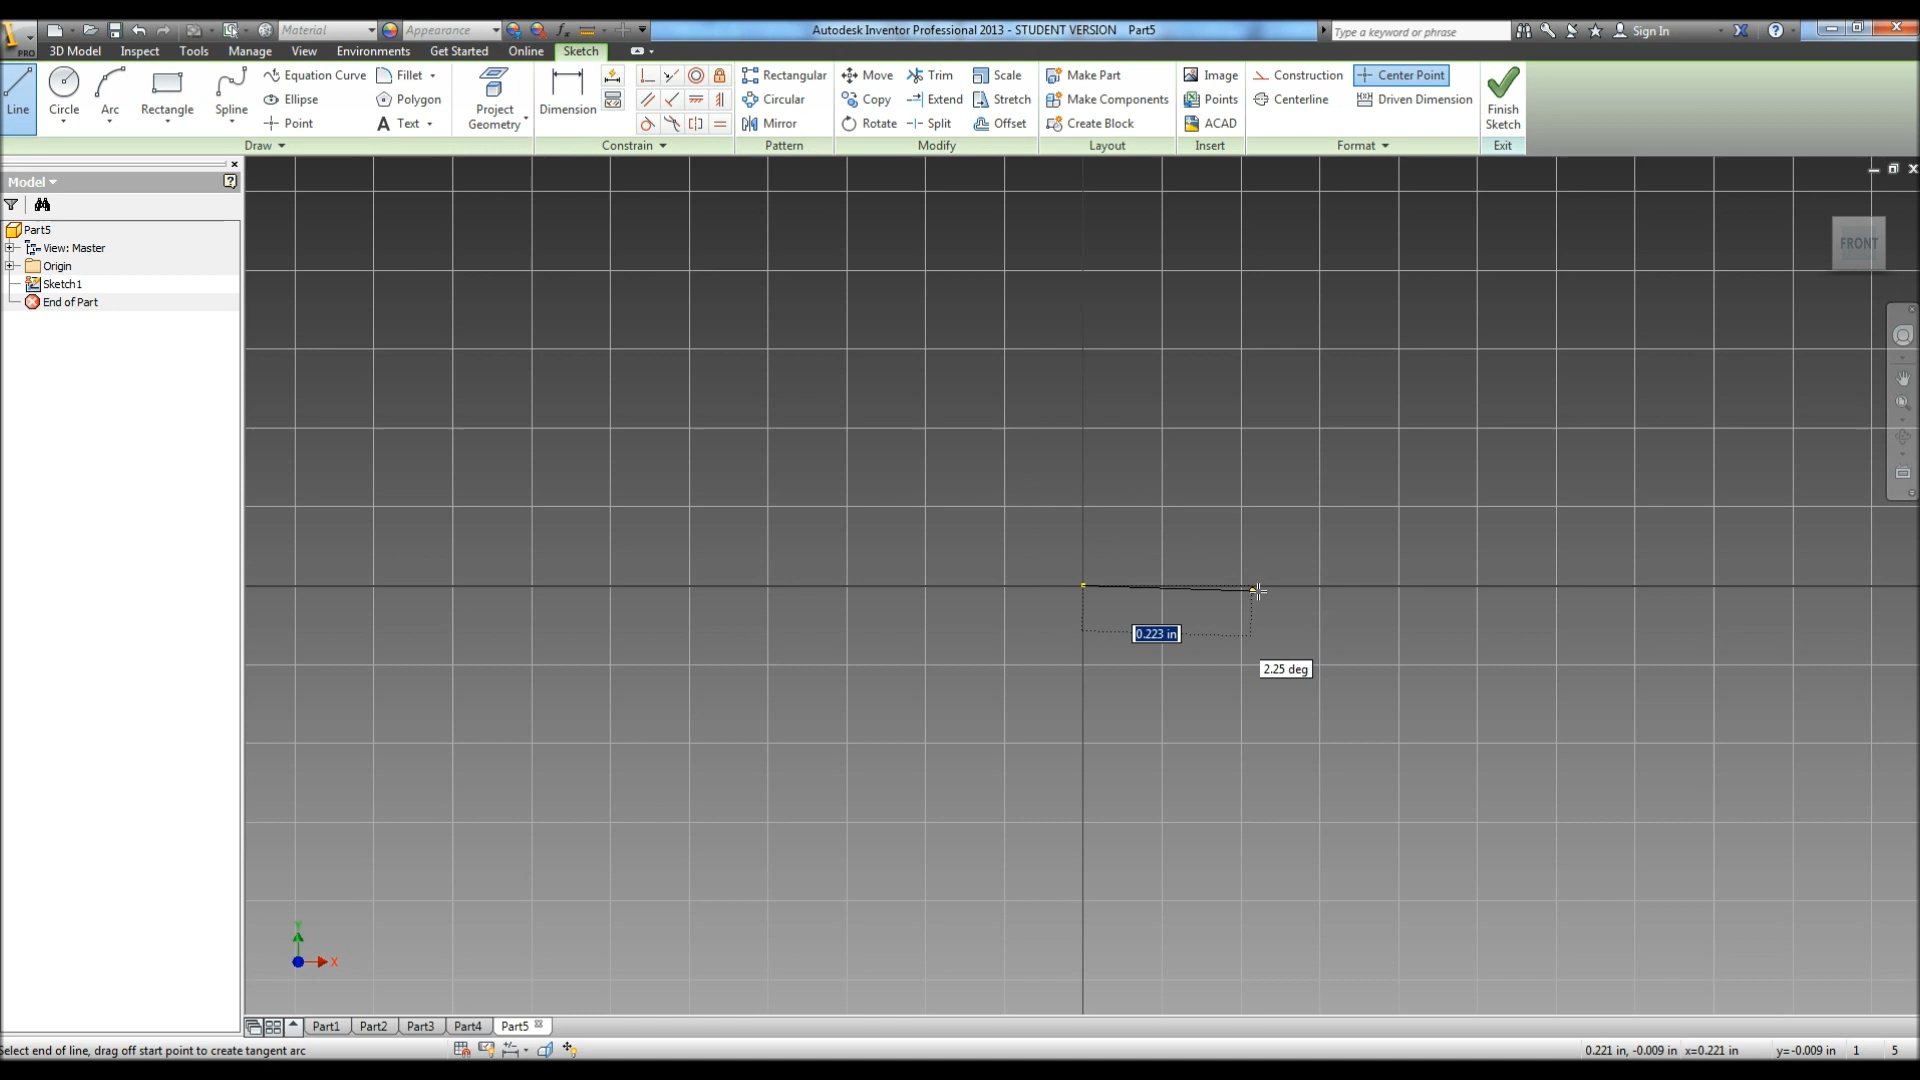 Material
Appearance
Autodesk Inventor Professional 2013 - STUDENT VERSION Part5
Type a keyword or phrase
Sign In
PRO
3D Model Inspect Tools Manage View Environments Get Started Online Sketch
Line
Circle
Arc
Rectangle
Spline
Equation Curve
Ellipse
Point
Fillet
Polygon
Text
Project
Geometry
Dimension
Rectangular
Circular
Mirror
Move
Copy
Rotate
Trim
Extend
Split
Scale
Stretch
Offset
Make Part
Make Components
Create Block
Image
Points
ACAD
Construction
Centerline
Center Point
Driven Dimension
Finish
Sketch
Draw Constrain Pattern Modify Layout Insert Format Exit
Model
Part5
View: Master
Origin
Sketch1
End of Part
FRONT
0.223 in
2.25 deg
Y
X
Part1 Part2 Part3 Part4 Part5
Select end of line, drag off start point to create tangent arc
0.221 in, -0.009 in x=0.221 in y=-0.009 in 1 5